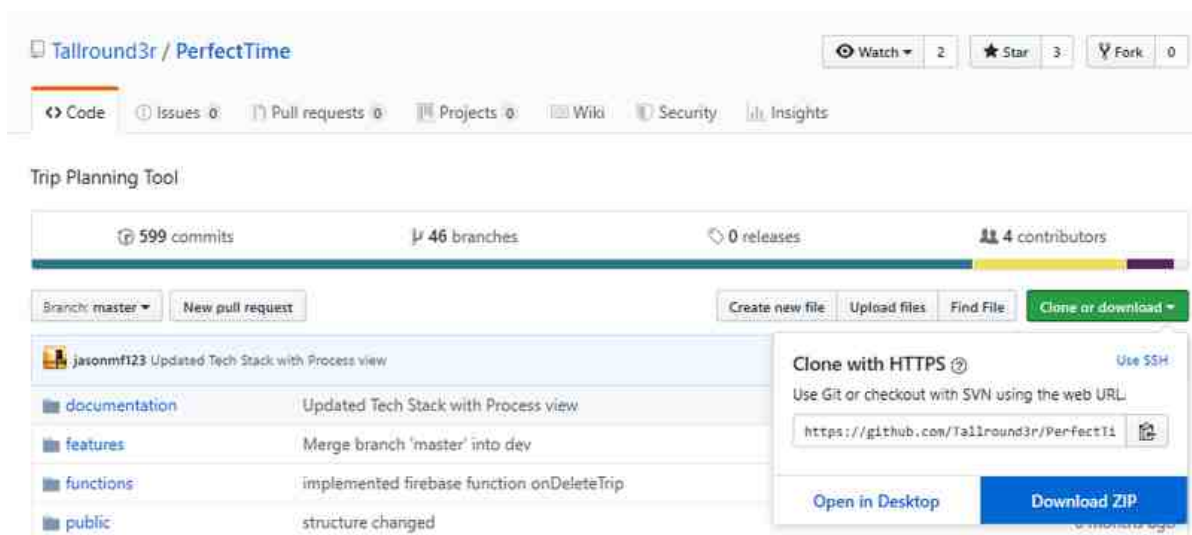 Tallround3r / PerfectTime
Watch 2 Star 3 Fork 0
Code Issues 0 Pull requests 0 Projects 0 Wiki Security Insights
Trip Planning Tool
599 commits 46 branches 0 releases 4 contributors
Branch: master New pull request Create new file Upload files Find File Clone or download
jasonmf123 Updated Tech Stack with Process view
documentation Updated Tech Stack with Process view
features Merge branch 'master' into dev
functions implemented firebase function onDeleteTrip
public structure changed
Clone with HTTPS Use SSH
Use Git or checkout with SVN using the web URL.
https://github.com/Tallround3r/PerfectTi
Open in Desktop Download ZIP
months ago